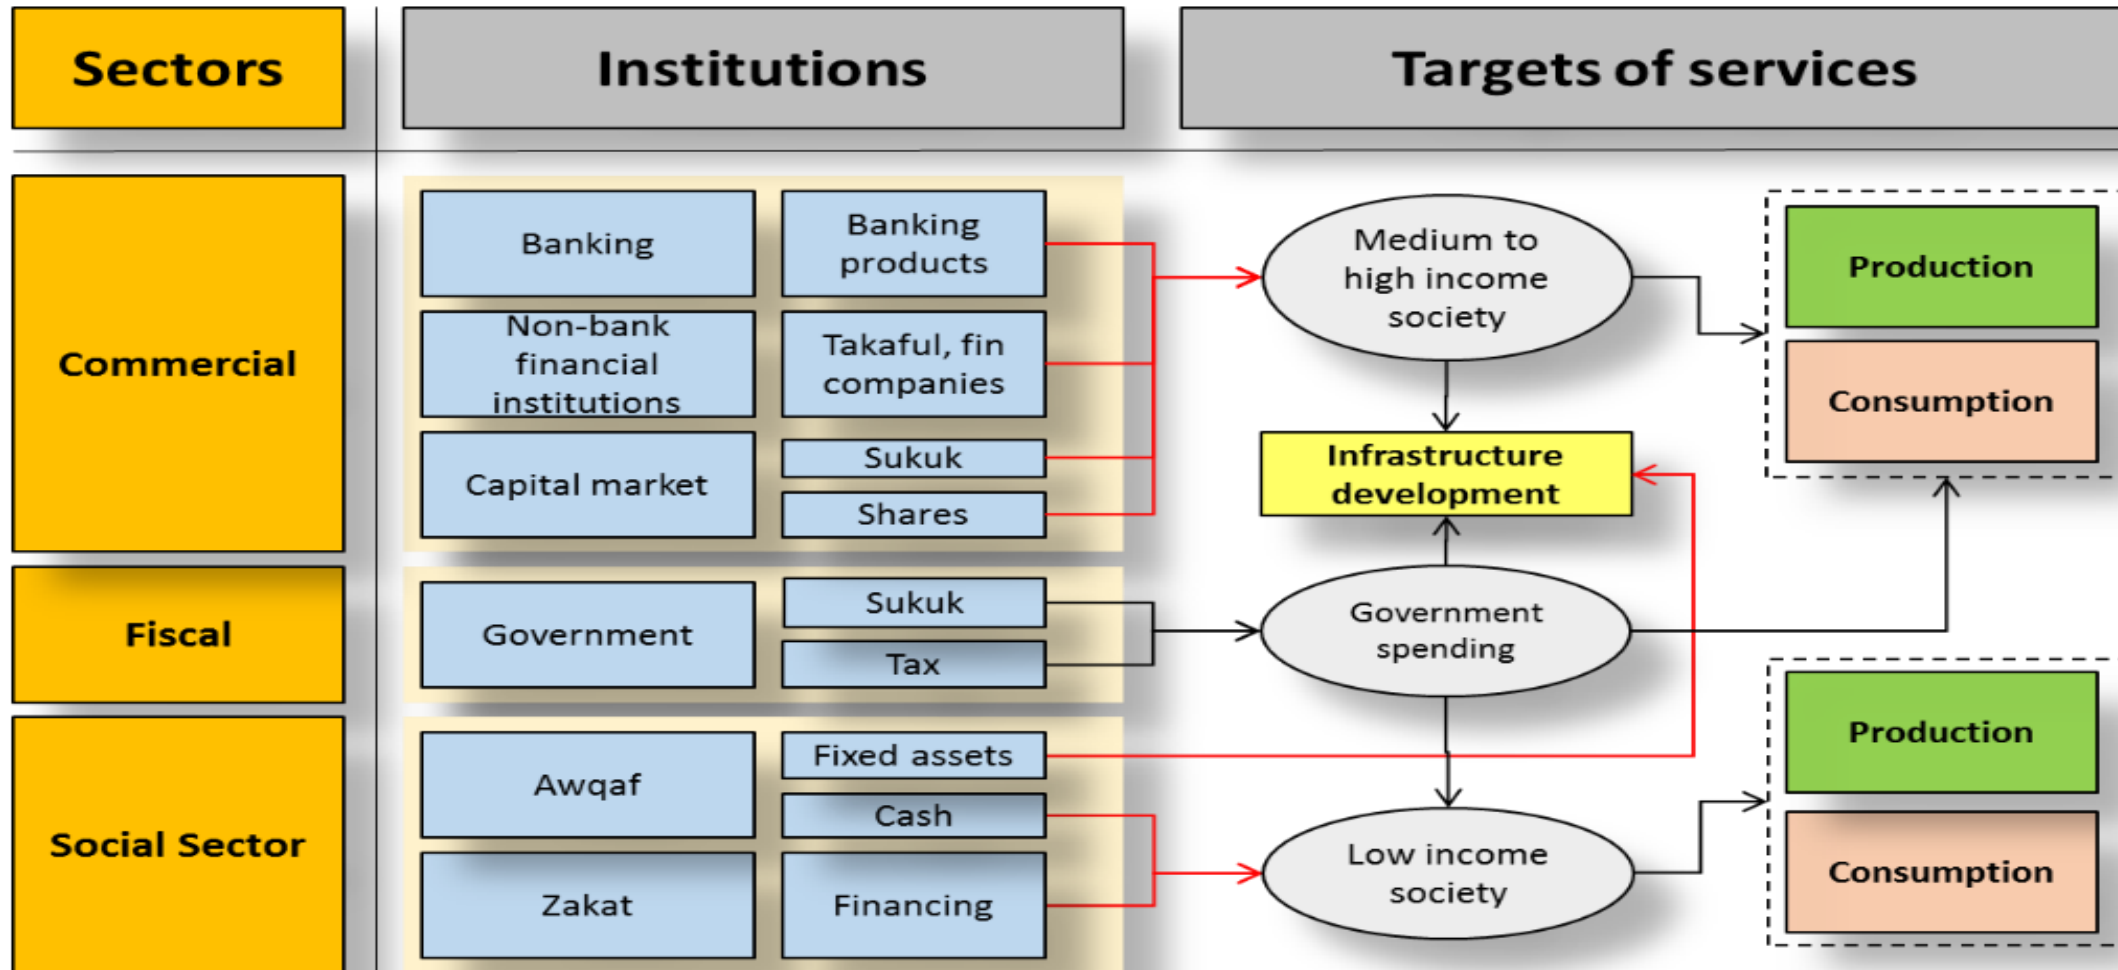 Sectors
Institutions
Targets of services
Commercial
Banking
Banking
products
Non-bank
financial
institutions
Takaful, fin
companies
Capital market
Sukuk
Shares
Medium to
high income
society
Production
Consumption
Infrastructure
development
Fiscal
Government
Sukuk
Tax
Government
spending
Social Sector
Awqaf
Fixed assets
Cash
Zakat
Financing
Low income
society
Production
Consumption